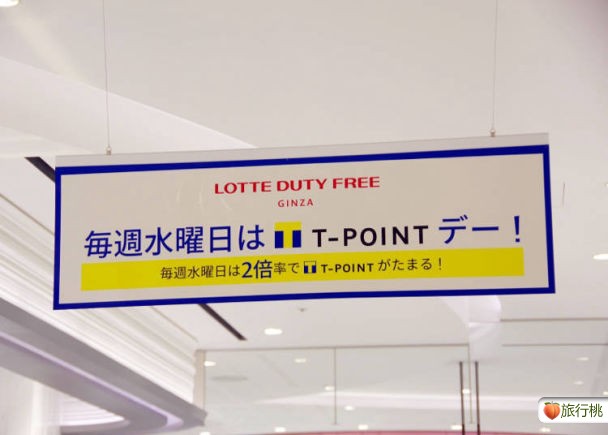 LOTTE DUTY FREE
GINZA
毎週水曜日は T T-POINT デー！
毎週水曜日は2倍率で T T-POINT がたまる！
旅行桃